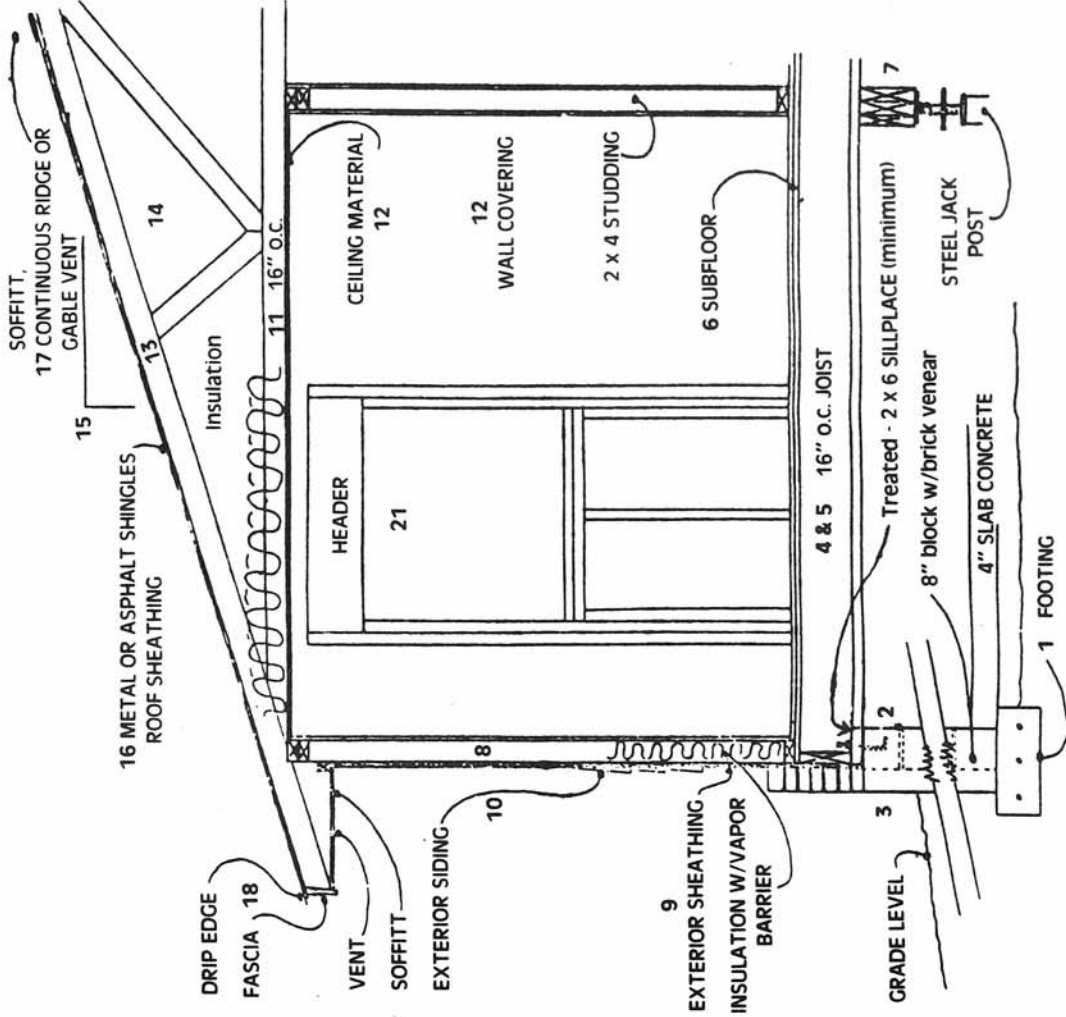 SOFFITT,
17 CONTINUOUS RIDGE OR
GABLE VENT
15
14
13
16 METAL OR ASPHALT SHINGLES
ROOF SHEATHING
Insulation
11 16" O.C.
DRIP EDGE
FASCIA 18
VENT
SOFFITT
EXTERIOR SIDING
10
8
HEADER
21
CEILING MATERIAL
12
12
WALL COVERING
2 x 4 STUDDING
6 SUBFLOOR
9
EXTERIOR SHEATHING
INSULATION W/VAPOR
BARRIER
4 & 5 16" O.C. JOIST
7
Treated - 2 x 6 SILLPLACE (minimum)
STEEL JACK
POST
3
2
8" block w/brick venear
4" SLAB CONCRETE
GRADE LEVEL
1 FOOTING